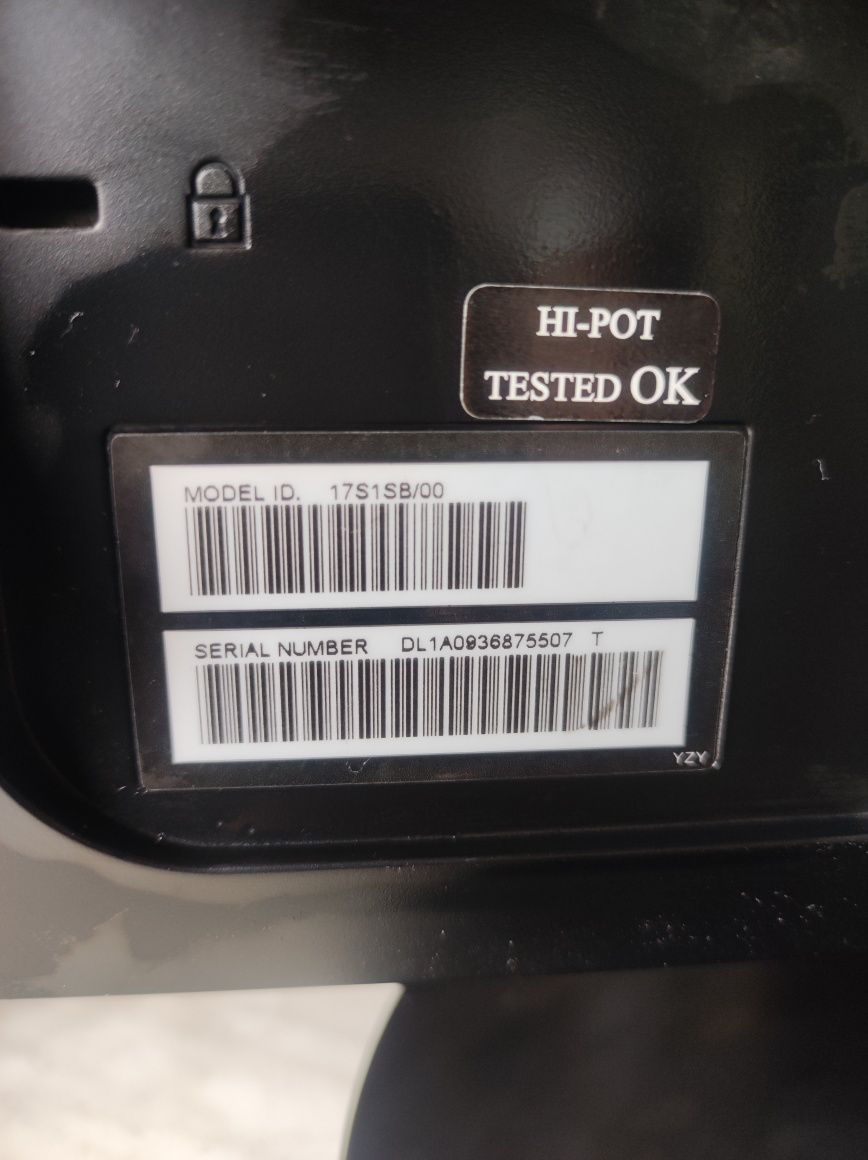 HI-POT
TESTED OK
MODEL ID. 17S1SB/00
SERIAL NUMBER DL1A0936875507 T
YZY